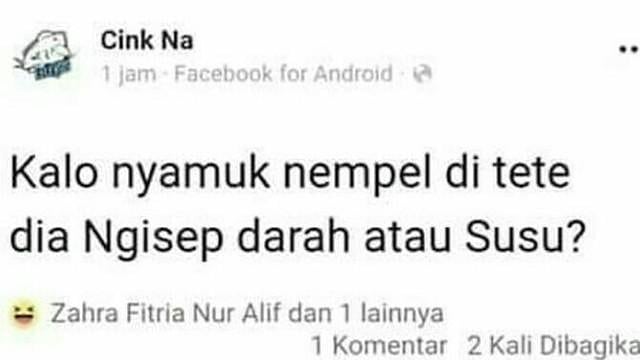 Cink Na
1 jam · Facebook for Android ·
Kalo nyamuk nempel di tete
dia Ngisep darah atau Susu?
Zahra Fitria Nur Alif dan 1 lainnya
1 Komentar 2 Kali Dibagika